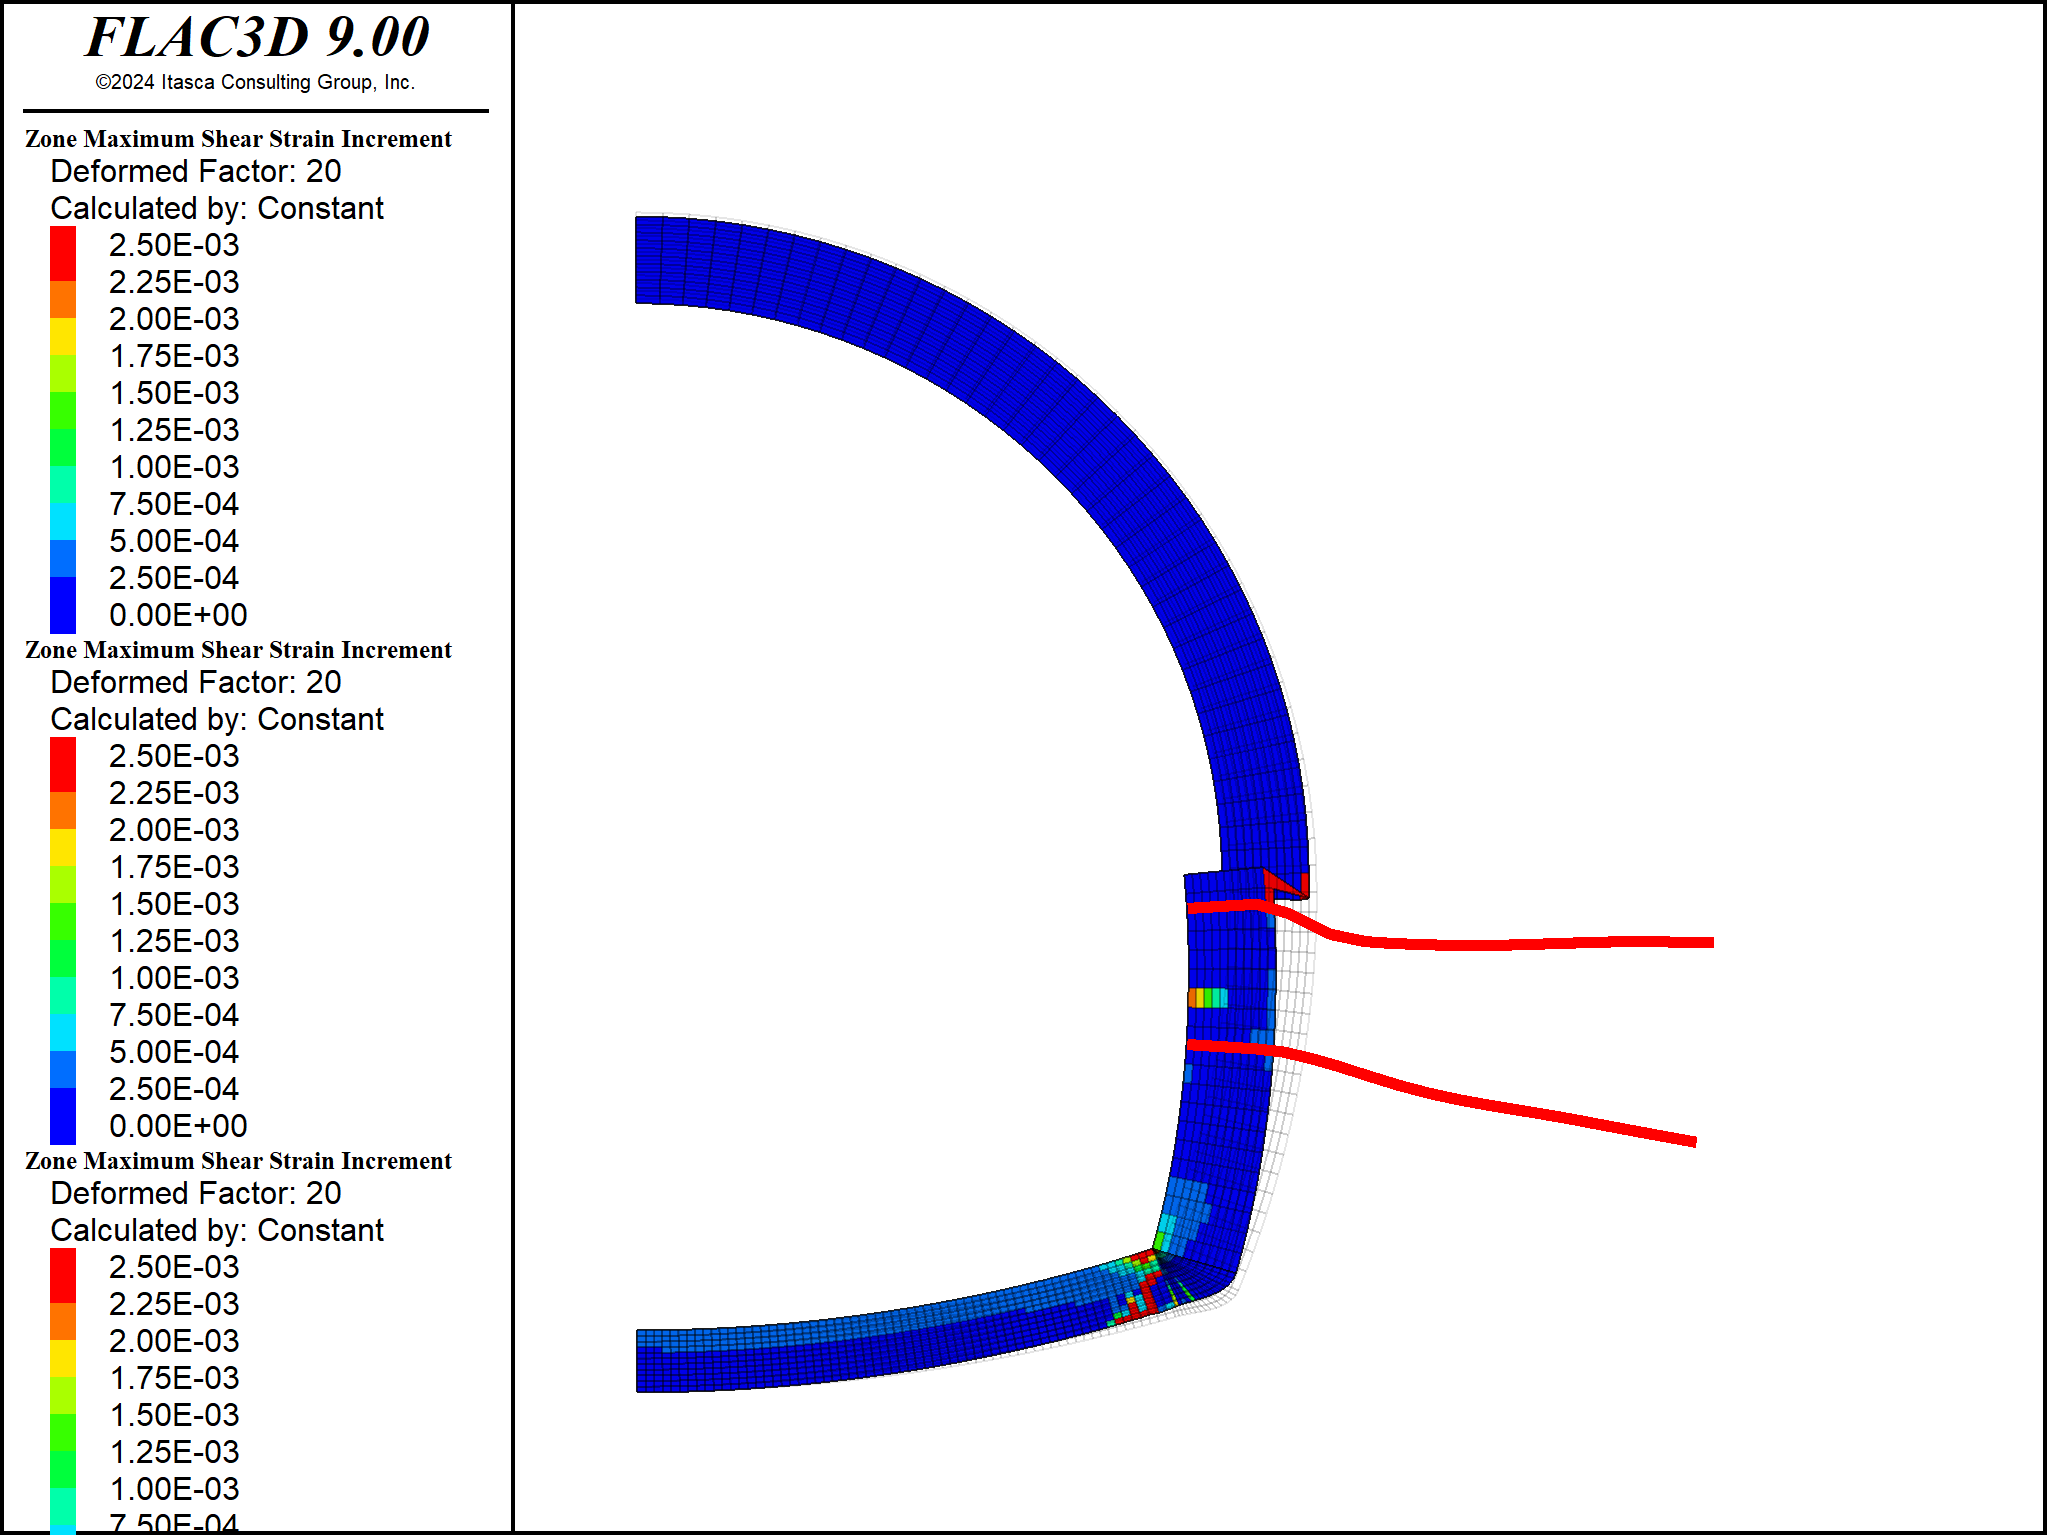 FLAC3D 9.00
©2024 Itasca Consulting Group, Inc.
Zone Maximum Shear Strain Increment
Deformed Factor: 20
Calculated by: Constant
2.50E-03
2.25E-03
2.00E-03
1.75E-03
1.50E-03
1.25E-03
1.00E-03
7.50E-04
5.00E-04
2.50E-04
0.00E+00
Zone Maximum Shear Strain Increment
Deformed Factor: 20
Calculated by: Constant
2.50E-03
2.25E-03
2.00E-03
1.75E-03
1.50E-03
1.25E-03
1.00E-03
7.50E-04
5.00E-04
2.50E-04
0.00E+00
Zone Maximum Shear Strain Increment
Deformed Factor: 20
Calculated by: Constant
2.50E-03
2.25E-03
2.00E-03
1.75E-03
1.50E-03
1.25E-03
1.00E-03
7.50E-04